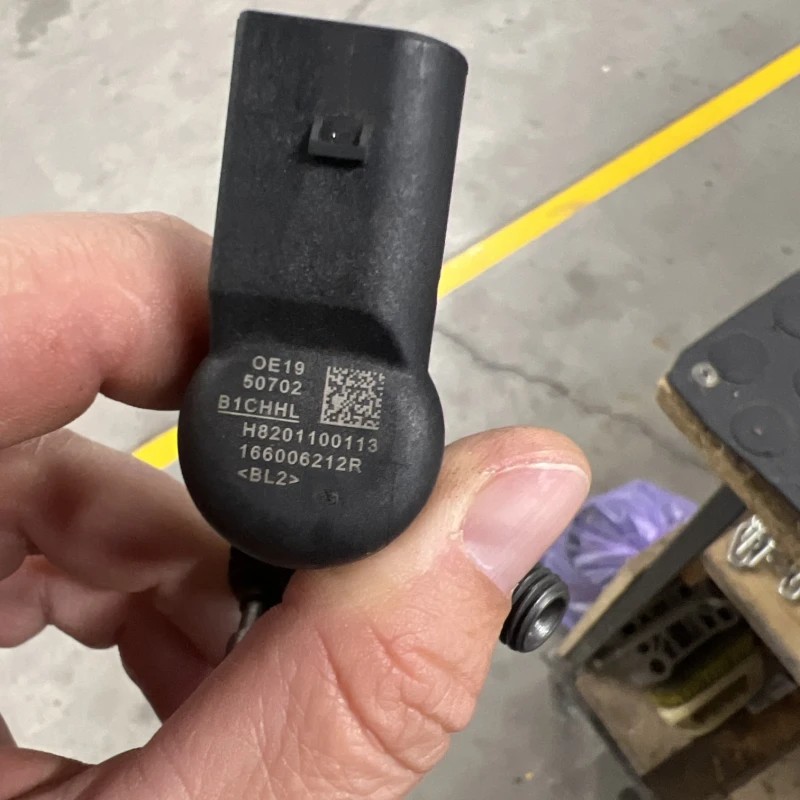 OE19
50702
B1CHHL
H8201100113
166006212R
<BL2>